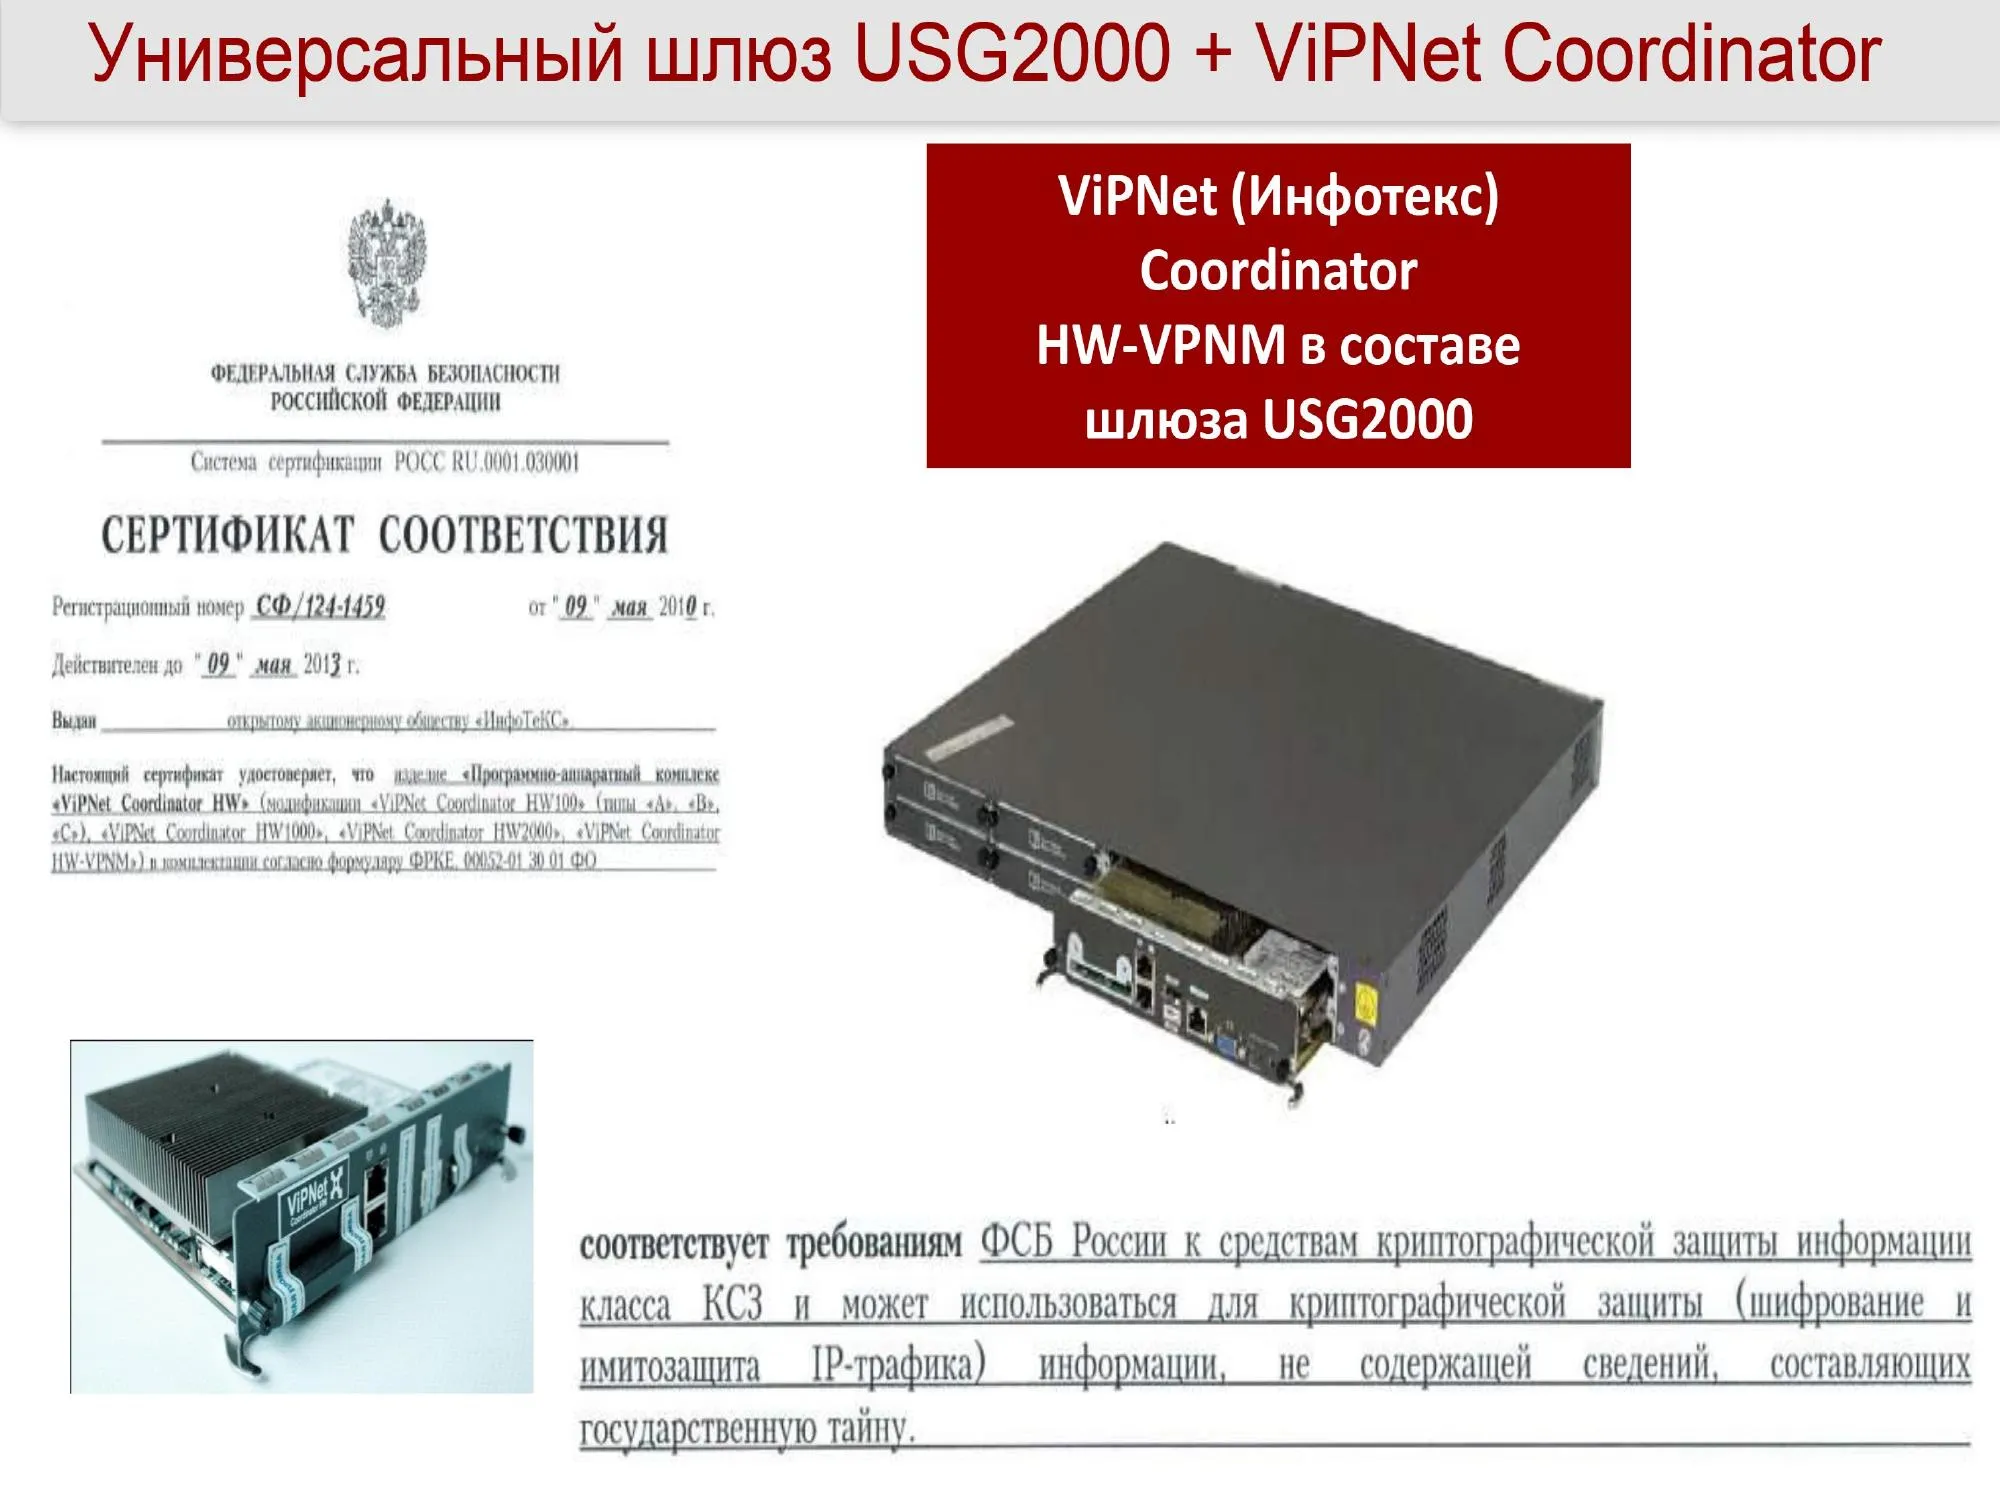 Универсальный шлюз USG2000 + ViPNet Coordinator
ViPNet (Инфотекс)
Coordinator
HW-VPNM в составе
шлюза USG2000
ФЕДЕРАЛЬНАЯ СЛУЖБА БЕЗОПАСНОСТИ
РОССИЙСКОЙ ФЕДЕРАЦИИ
Система сертификации РОСС RU.0001.030001
СЕРТИФИКАТ СООТВЕТСТВИЯ
Регистрационный номер СФ/124-1459 от "09" мая 2010 г.
Действителен до "09" мая 2013 г.
Выдан открытому акционерному обществу «ИнфоТеКС».
Настоящий сертификат удостоверяет, что изделие «Программно-аппаратный комплекс
«ViPNet Coordinator HW» (модификации «ViPNet Coordinator HW100» (типы «А», «В»,
«С»), «ViPNet Coordinator HW1000», «ViPNet Coordinator HW2000», «ViPNet Coordinator
HW-VPNM») в комплектации согласно формуляру ФРКЕ. 00052-01 30 01 ФО
ViPNet
Coordinator HW
соответствует требованиям ФСБ России к средствам криптографической защиты информации
класса КС3 и может использоваться для криптографической защиты (шифрование и
имитозащита IP-трафика) информации, не содержащей сведений, составляющих
государственную тайну.